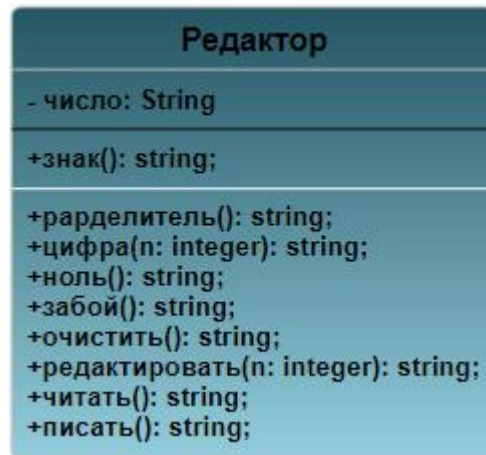 Редактор
- число: String
+знак(): string;
+рарделитель(): string;
+цифра(n: integer): string;
+ноль(): string;
+забой(): string;
+очистить(): string;
+редактировать(n: integer): string;
+читать(): string;
+писать(): string;